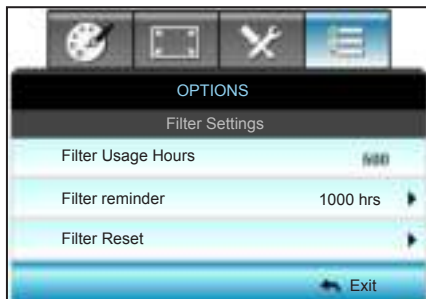 OPTIONS
Filter Settings
Filter Usage Hours
Filter reminder 1000 hrs
Filter Reset
Exit